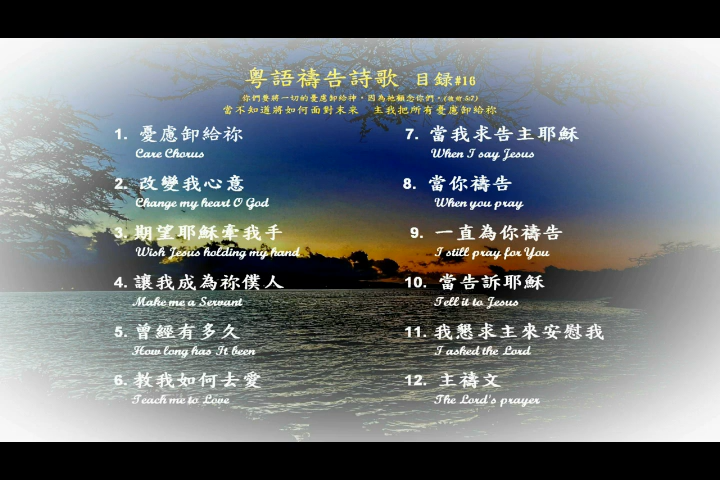 粵語禱告詩歌 目録#16
你們要將一切的憂慮卸給神，因為祂顧念你們。(彼前 5:7)
當不知道將如何面對未來 主我把所有憂慮卸給祢
1. 憂慮卸給祢
Care Chorus
2. 改變我心意
Change my heart O God
3. 期望耶穌牽我手
Wish Jesus holding my hand
4. 讓我成為祢僕人
Make me a Servant
5. 曾經有多久
How long has It been
6. 教我如何去愛
Teach me to Love
7. 當我求告主耶穌
When I say Jesus
8. 當你禱告
When you pray
9. 一直為你禱告
I still pray for You
10. 當告訴耶穌
Tell it to Jesus
11. 我懇求主來安慰我
I asked the Lord
12. 主禱文
The Lord's prayer